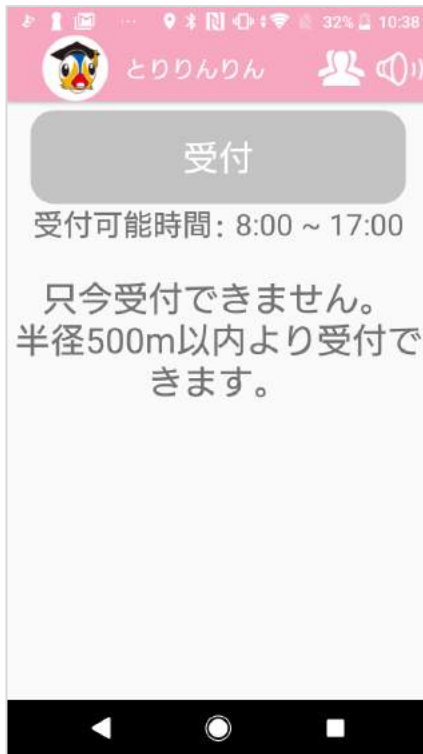 32% 10:38
とりりんりん
受付
受付可能時間: 8:00 ~ 17:00
只今受付できません。
半径500m以内より受付で
きます。